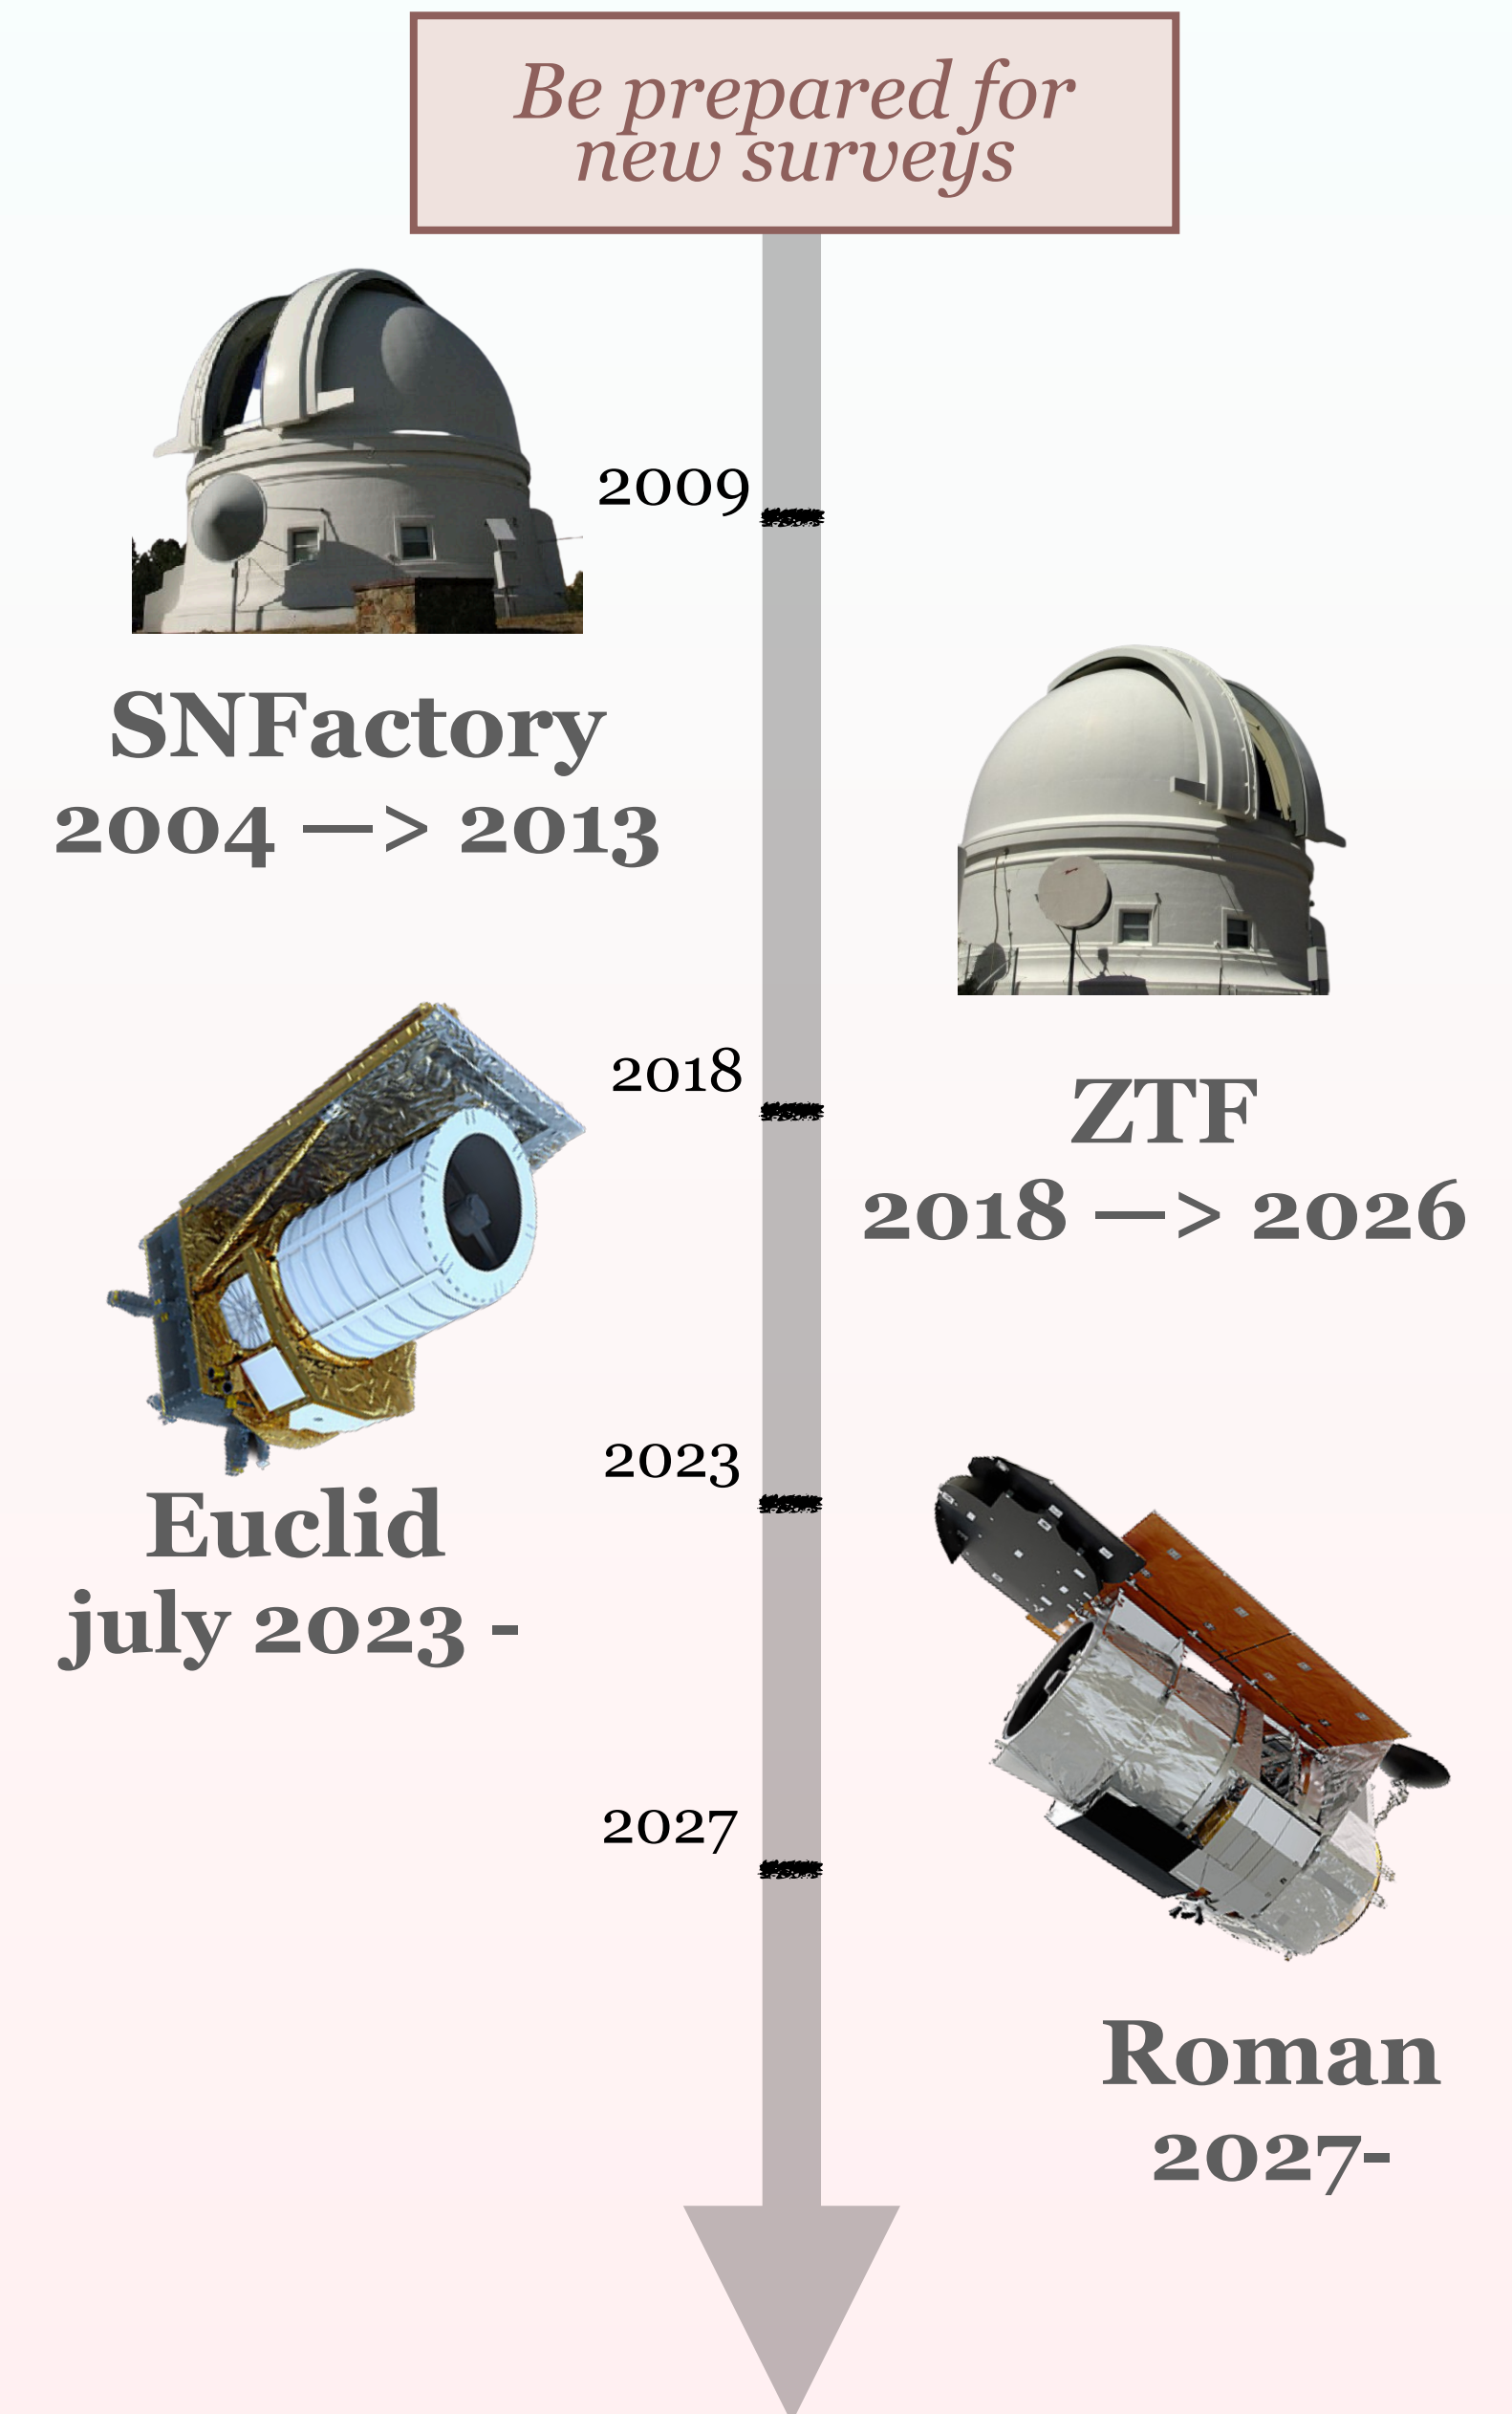 Be prepared for
new surveys
2009
SNFactory
2004 —> 2013
2018
ZTF
2018 —> 2026
2023
Euclid
july 2023 -
2027
Roman
2027-